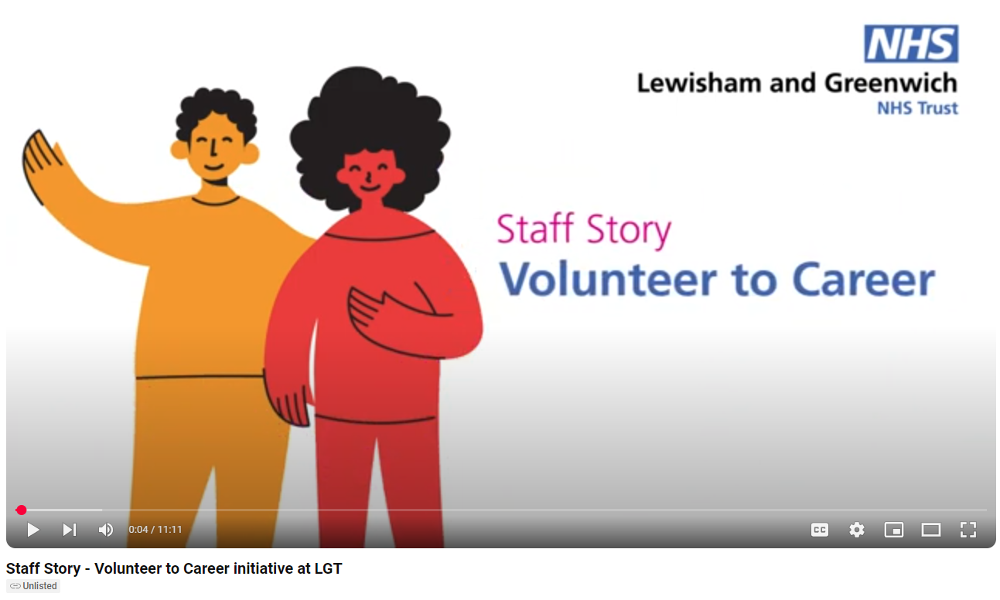 NHS
Lewisham and Greenwich
NHS Trust
Staff Story
Volunteer to Career
0:04 / 11:11
CC
Staff Story - Volunteer to Career initiative at LGT
Unlisted